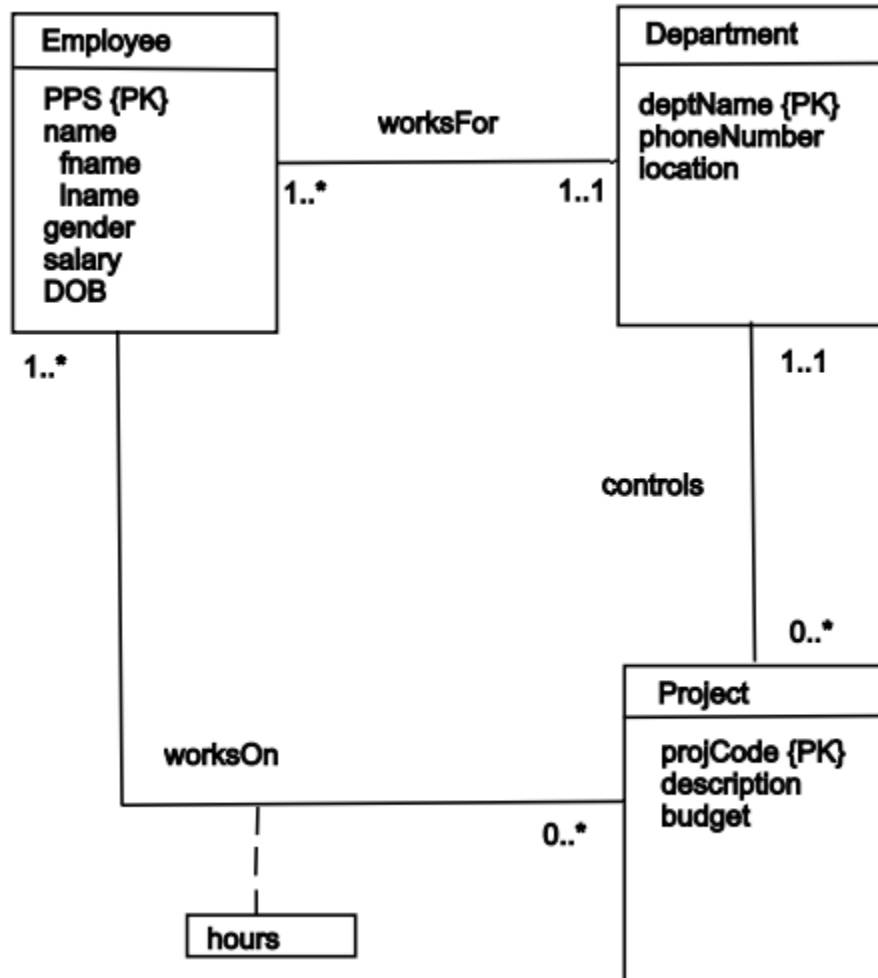 Employee
PPS {PK}
name
fname
lname
gender
salary
DOB
worksFor
1..*
1..1
Department
deptName {PK}
phoneNumber
location
1..*
1..1
controls
0..*
worksOn
0..*
hours
Project
projCode {PK}
description
budget